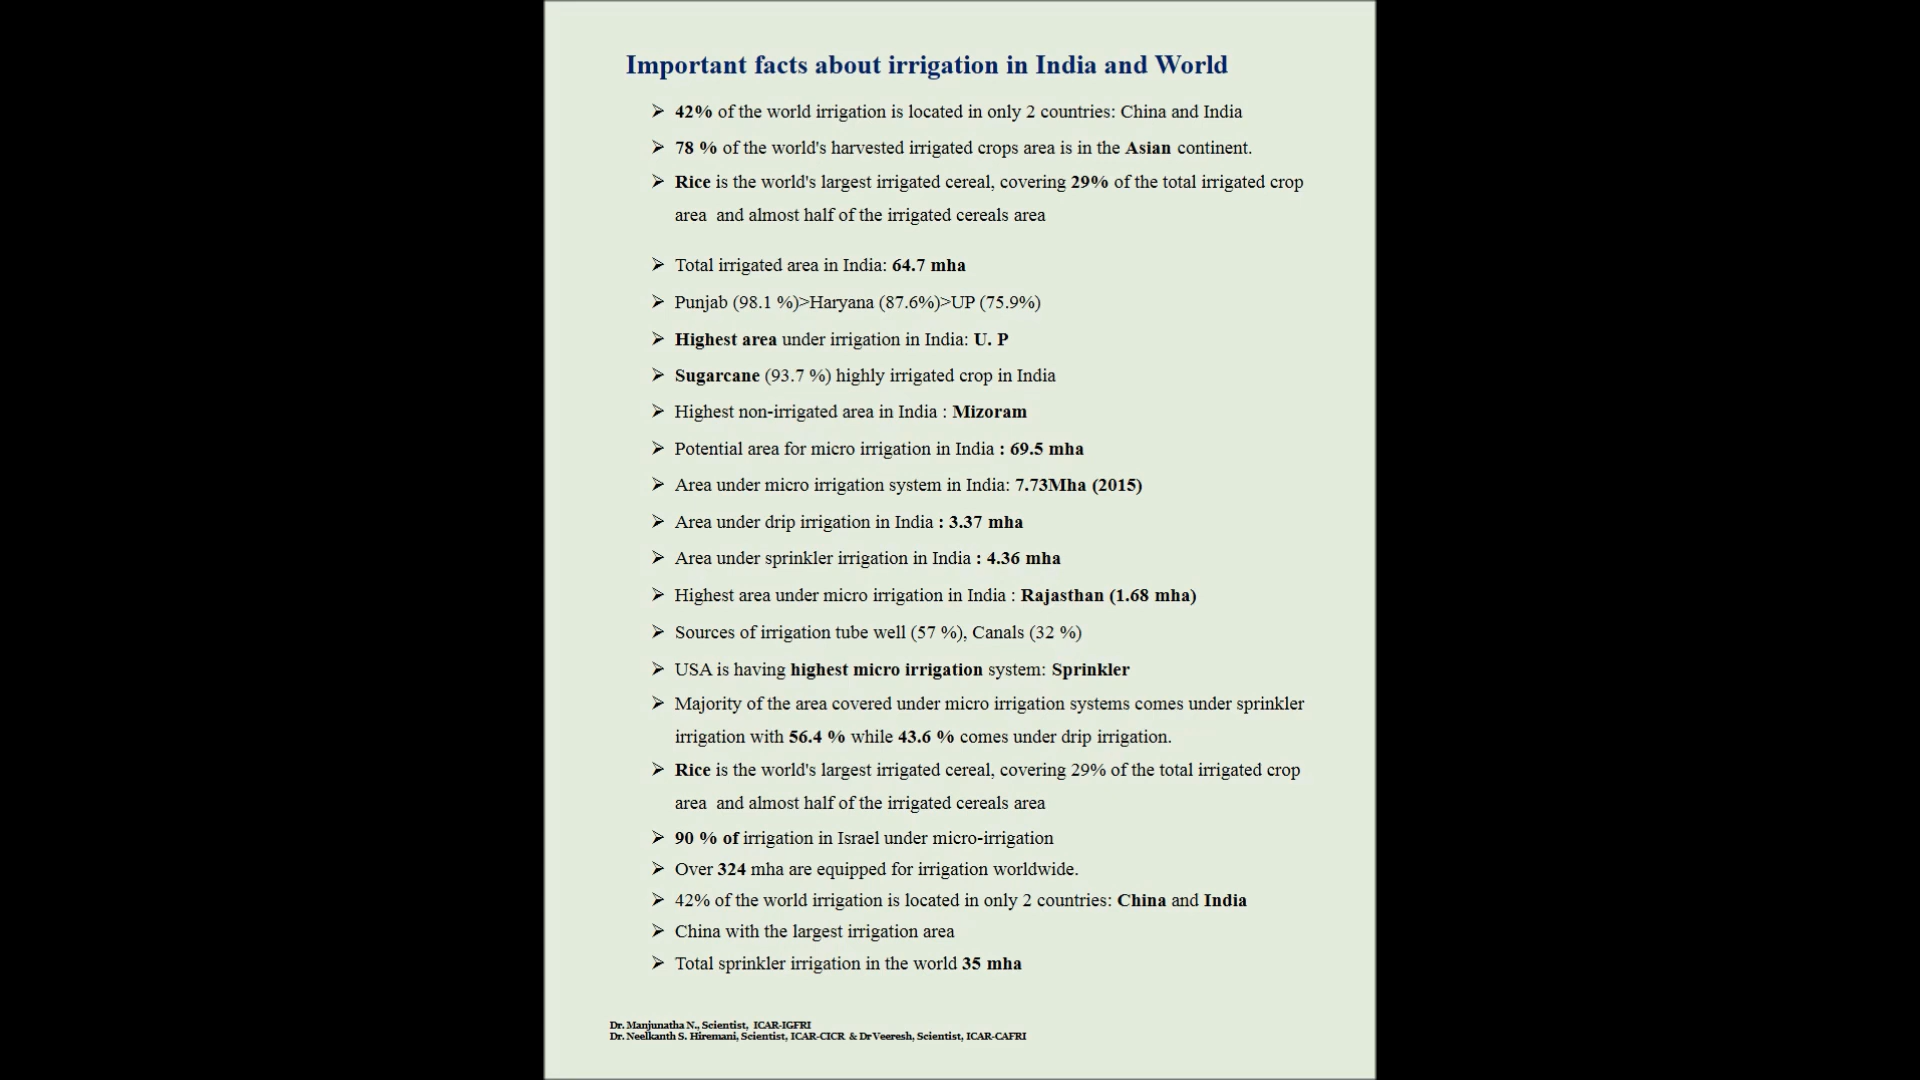 Important facts about irrigation in India and World
➢ 42% of the world irrigation is located in only 2 countries: China and India
➢ 78 % of the world's harvested irrigated crops area is in the Asian continent.
➢ Rice is the world's largest irrigated cereal, covering 29% of the total irrigated crop
area and almost half of the irrigated cereals area
➢ Total irrigated area in India: 64.7 mha
➢ Punjab (98.1 %)>Haryana (87.6%)>UP (75.9%)
➢ Highest area under irrigation in India: U. P
➢ Sugarcane (93.7 %) highly irrigated crop in India
➢ Highest non-irrigated area in India : Mizoram
➢ Potential area for micro irrigation in India : 69.5 mha
➢ Area under micro irrigation system in India: 7.73Mha (2015)
➢ Area under drip irrigation in India : 3.37 mha
➢ Area under sprinkler irrigation in India : 4.36 mha
➢ Highest area under micro irrigation in India : Rajasthan (1.68 mha)
➢ Sources of irrigation tube well (57 %), Canals (32 %)
➢ USA is having highest micro irrigation system: Sprinkler
➢ Majority of the area covered under micro irrigation systems comes under sprinkler
irrigation with 56.4 % while 43.6 % comes under drip irrigation.
➢ Rice is the world's largest irrigated cereal, covering 29% of the total irrigated crop
area and almost half of the irrigated cereals area
➢ 90 % of irrigation in Israel under micro-irrigation
➢ Over 324 mha are equipped for irrigation worldwide.
➢ 42% of the world irrigation is located in only 2 countries: China and India
➢ China with the largest irrigation area
➢ Total sprinkler irrigation in the world 35 mha
Dr. Manjunatha N., Scientist, ICAR-IGFRI
Dr. Neelkanth S. Hiremani, Scientist, ICAR-CICR & Dr Veeresh, Scientist, ICAR-CAFRI